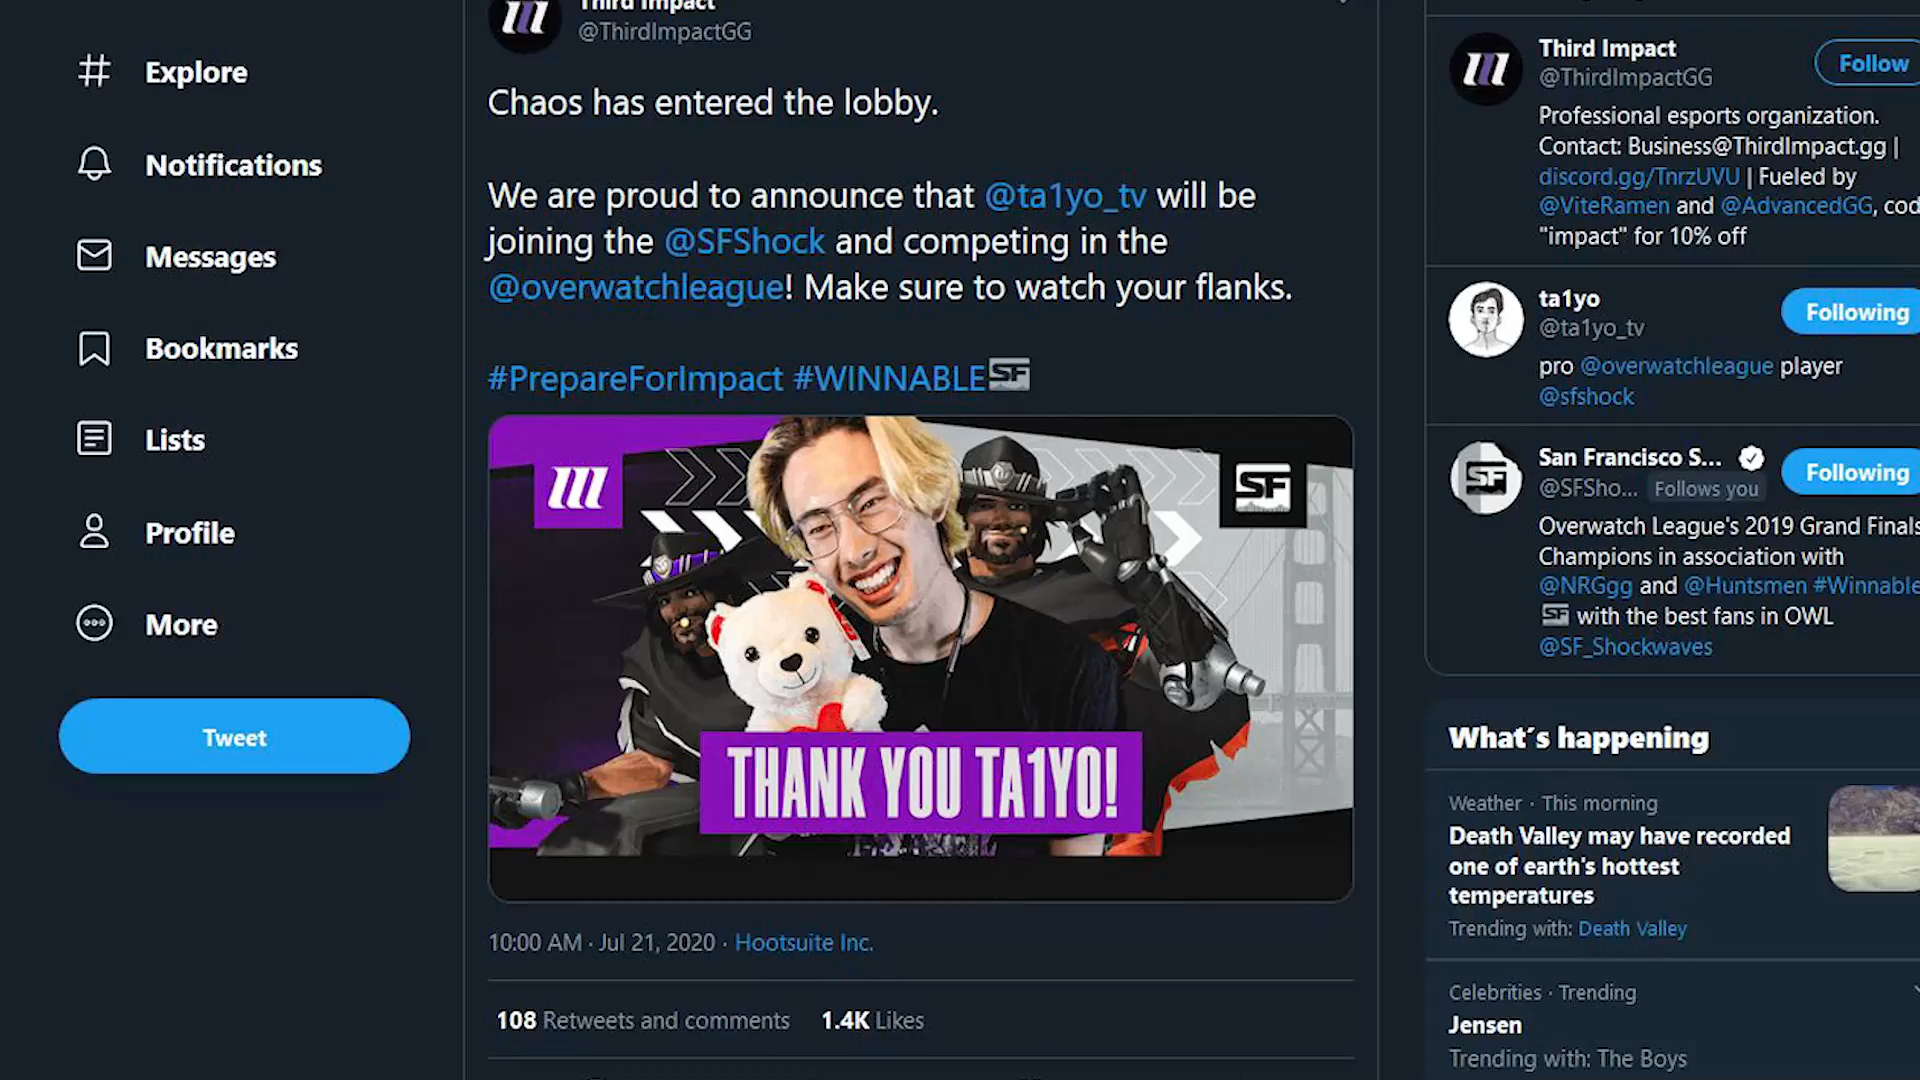 Explore
Notifications
Messages
Bookmarks
Lists
Profile
More
Tweet
Third Impact
@ThirdImpactGG
Chaos has entered the lobby.
We are proud to announce that @ta1yo_tv will be
joining the @SFShock and competing in the
@overwatchleague! Make sure to watch your flanks.
#PrepareForImpact #WINNABLE SF
SF
THANK YOU TA1YO!
10:00 AM · Jul 21, 2020 · Hootsuite Inc.
108 Retweets and comments 1.4K Likes
Third Impact
@ThirdImpactGG
Follow
Professional esports organization.
Contact: Business@ThirdImpact.gg |
discord.gg/TnrzUVU | Fueled by
@ViteRamen and @AdvancedGG, cod
"impact" for 10% off
ta1yo
@ta1yo_tv
Following
pro @overwatchleague player
@sfshock
SF
San Francisco S...
@SFSho... Follows you
Following
Overwatch League's 2019 Grand Finals
Champions in association with
@NRGgg and @Huntsmen #Winnable
SF with the best fans in OWL
@SF_Shockwaves
What´s happening
Weather · This morning
Death Valley may have recorded
one of earth's hottest
temperatures
Trending with: Death Valley
Celebrities · Trending
Jensen
Trending with: The Boys